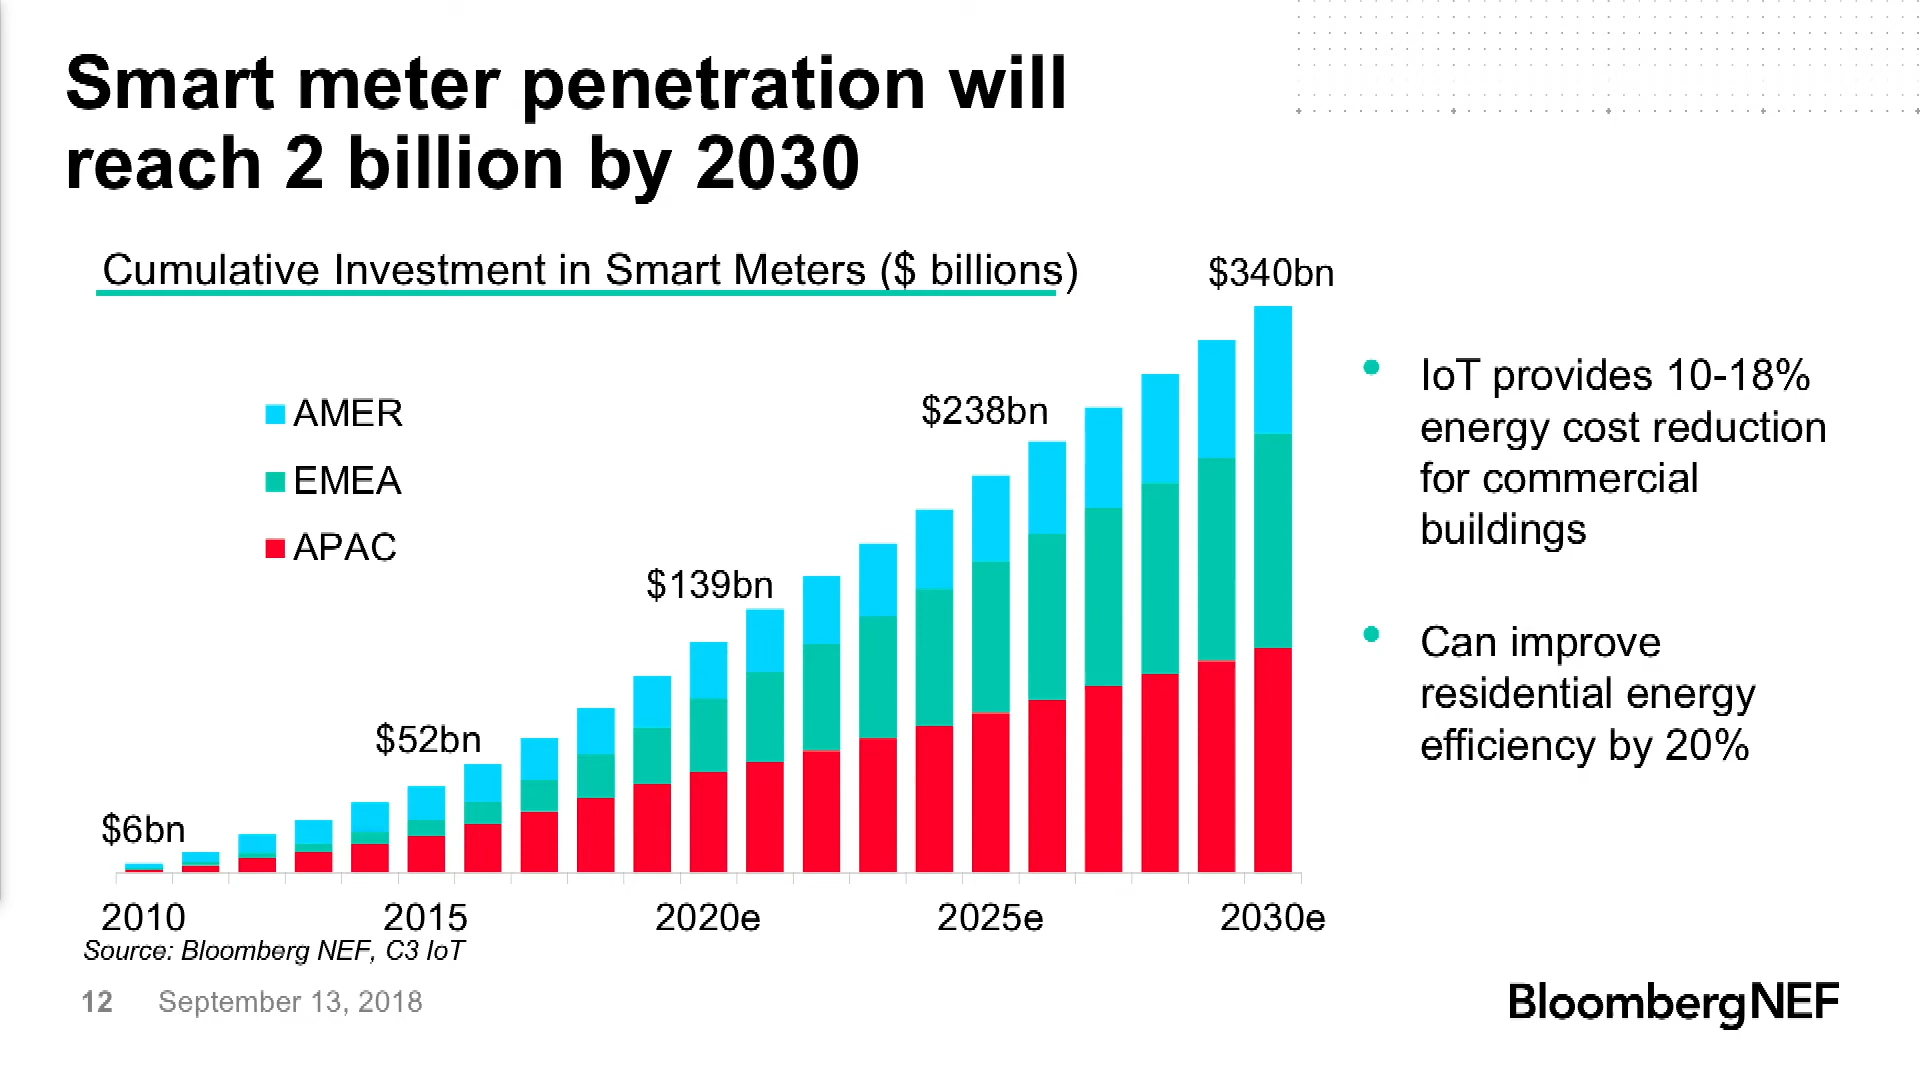 Smart meter penetration will
reach 2 billion by 2030
Cumulative Investment in Smart Meters ($ billions)
$340bn
AMER
EMEA
APAC
$238bn
$139bn
$52bn
$6bn
2010 2015 2020e 2025e 2030e
Source: Bloomberg NEF, C3 IoT
• IoT provides 10-18%
energy cost reduction
for commercial
buildings
• Can improve
residential energy
efficiency by 20%
12 September 13, 2018
BloombergNEF